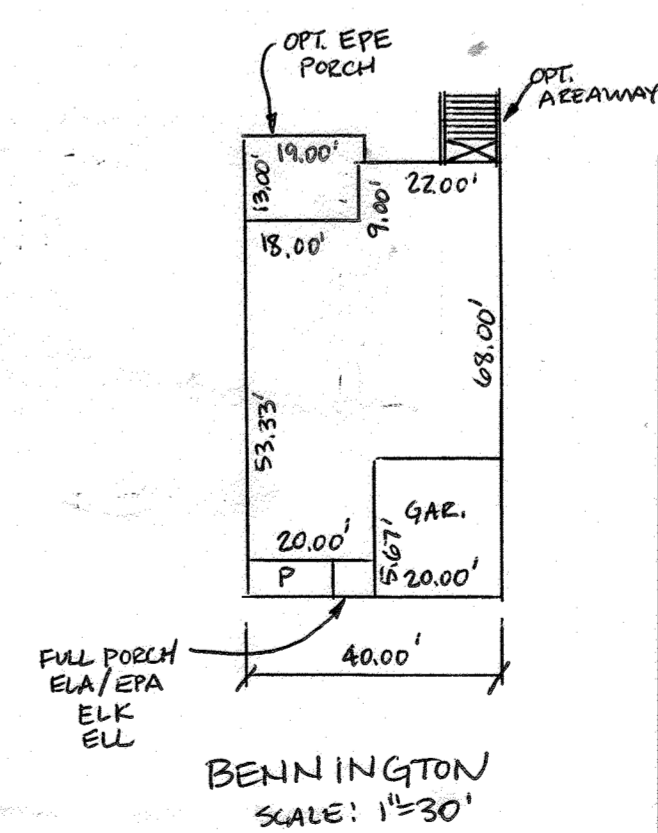 OPT. EPE
PORCH
OPT.
AREAWAY
19.00'
13.00'
22.00'
9.00'
18.00'
68.00'
53.33'
GAR.
20.00'
5.67'
P
20.00'
FULL PORCH
ELA/EPA
ELK
ELL
40.00'
BENNINGTON
SCALE: 1"=30'